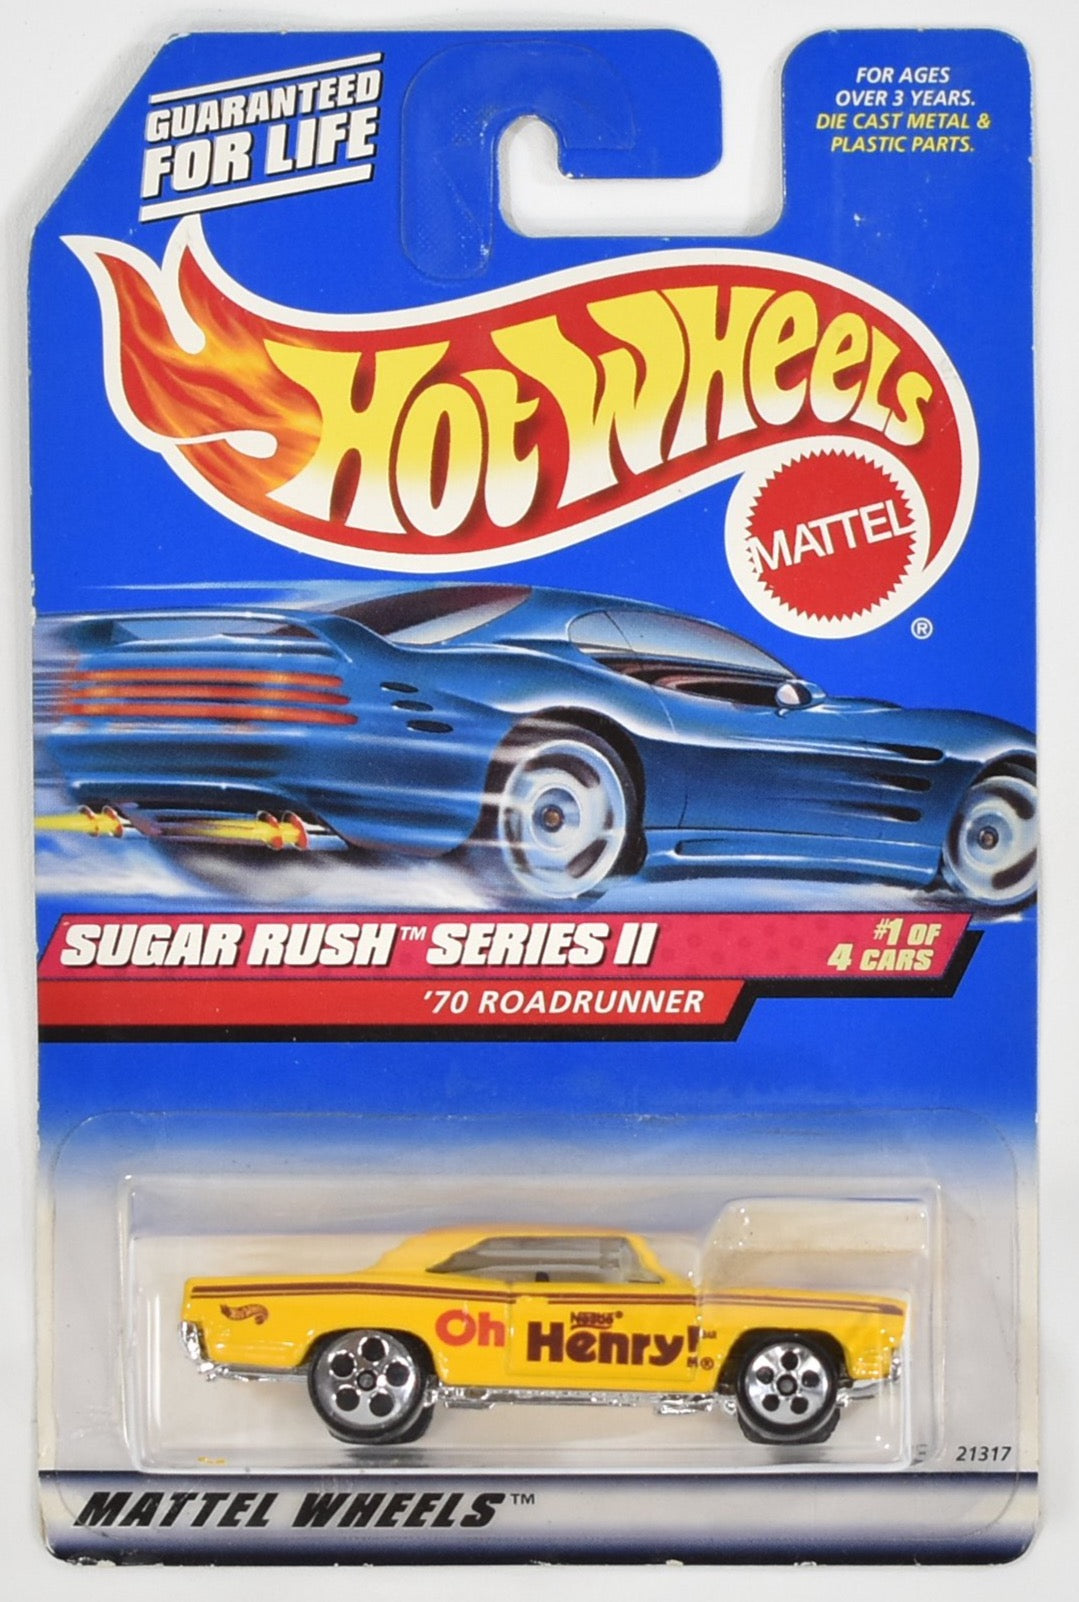 GUARANTEED
FOR LIFE
FOR AGES
OVER 3 YEARS.
DIE CAST METAL &
PLASTIC PARTS.
HOT WHEELS
MATTEL
®
SUGAR RUSH™ SERIES II
#1 OF
4 CARS
'70 ROADRUNNER
Nestlé®
Oh Henry!
®
21317
MATTEL WHEELS™